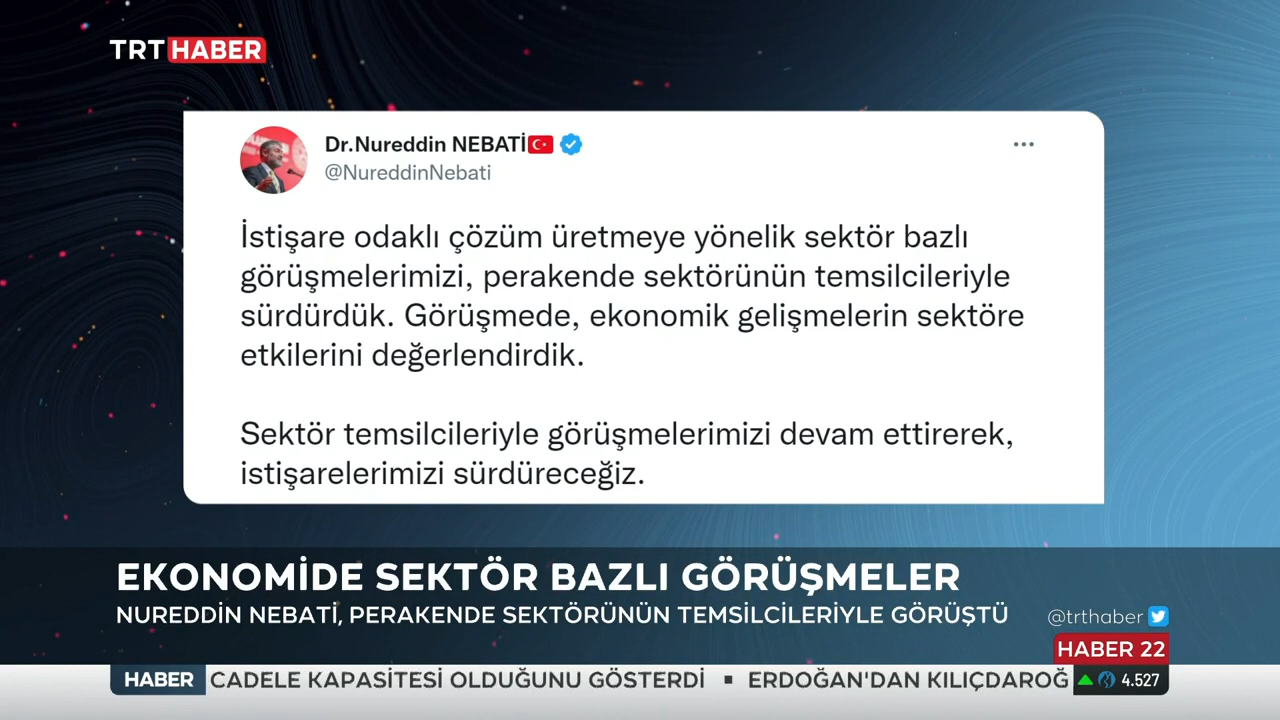 TRT HABER
Dr.Nureddin NEBATİ
@NureddinNebati
İstişare odaklı çözüm üretmeye yönelik sektör bazlı
görüşmelerimizi, perakende sektörünün temsilcileriyle
sürdürdük. Görüşmede, ekonomik gelişmelerin sektöre
etkilerini değerlendirdik.
Sektör temsilcileriyle görüşmelerimizi devam ettirerek,
istişarelerimizi sürdüreceğiz.
EKONOMİDE SEKTÖR BAZLI GÖRÜŞMELER
NUREDDİN NEBATİ, PERAKENDE SEKTÖRÜNÜN TEMSİLCİLERİYLE GÖRÜŞTÜ
@trthaber
HABER 22
HABER CADELE KAPASİTESİ OLDUĞUNU GÖSTERDİ ▪ ERDOĞAN'DAN KILIÇDAROĞ 4.527